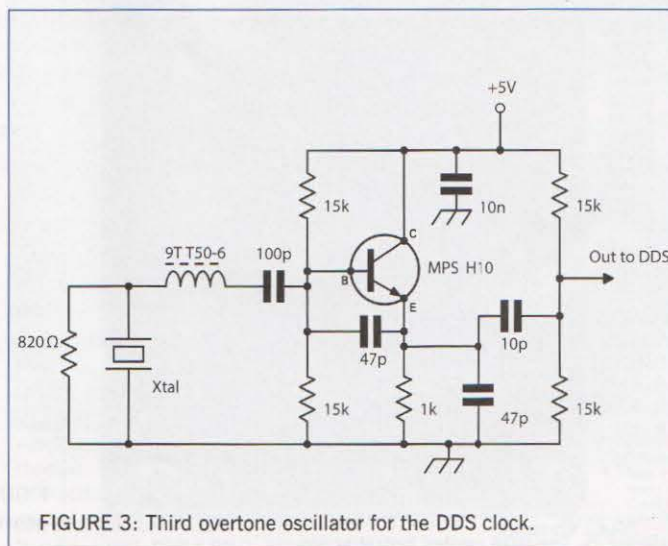 +5V
15k
C
10n
15k
9T T50-6
100p
B
MPS H10
Out to DDS
E
820Ω
47p
10p
Xtal
15k
1k
47p
15k
FIGURE 3: Third overtone oscillator for the DDS clock.